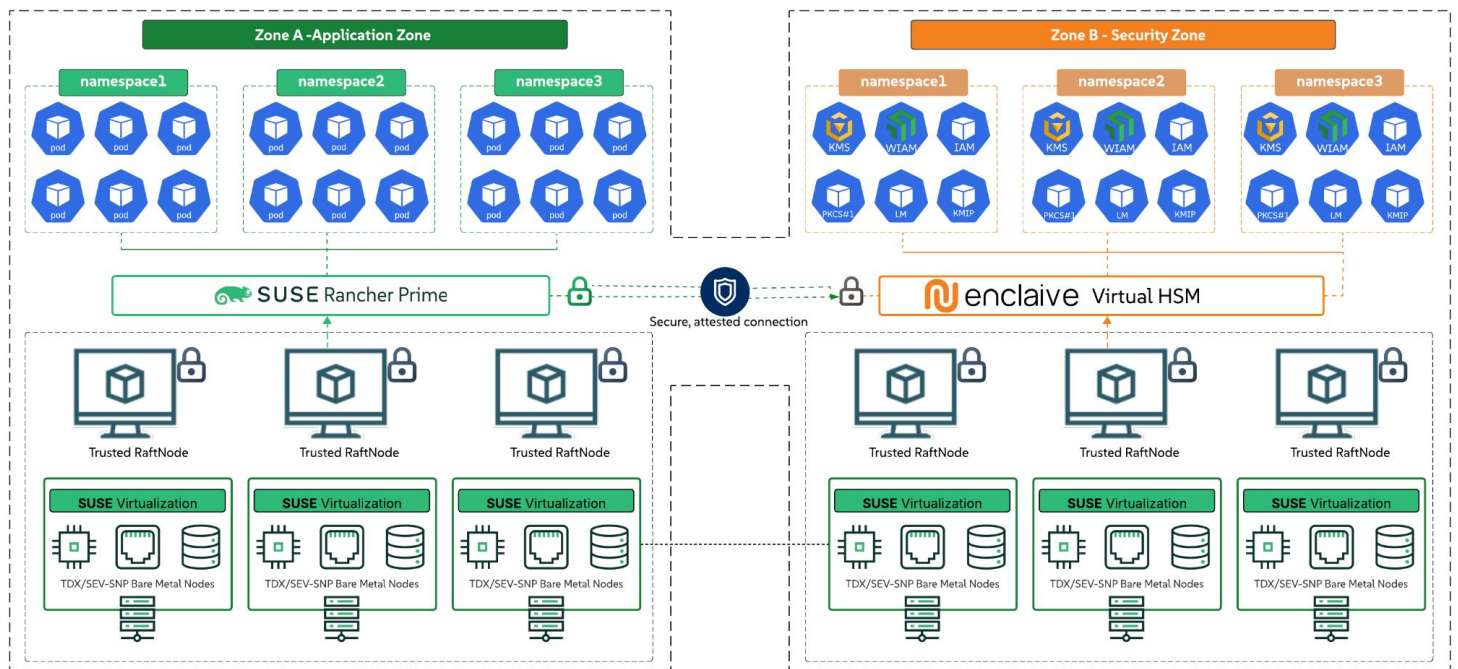 Zone A -Application Zone
namespace1
namespace2
namespace3
pod pod pod
pod pod pod
pod pod pod
pod pod pod
pod pod pod
pod pod pod
SUSE Rancher Prime
Secure, attested connection
Zone B - Security Zone
namespace1
namespace2
namespace3
KMS WIAM IAM
PKCS#1 LM KMIP
KMS WIAM IAM
PKCS#1 LM KMIP
KMS WIAM IAM
PKCS#1 LM KMIP
enclaive Virtual HSM
Trusted RaftNode
Trusted RaftNode
Trusted RaftNode
SUSE Virtualization
SUSE Virtualization
SUSE Virtualization
TDX/SEV-SNP Bare Metal Nodes
TDX/SEV-SNP Bare Metal Nodes
TDX/SEV-SNP Bare Metal Nodes
Trusted RaftNode
Trusted RaftNode
Trusted RaftNode
SUSE Virtualization
SUSE Virtualization
SUSE Virtualization
TDX/SEV-SNP Bare Metal Nodes
TDX/SEV-SNP Bare Metal Nodes
TDX/SEV-SNP Bare Metal Nodes